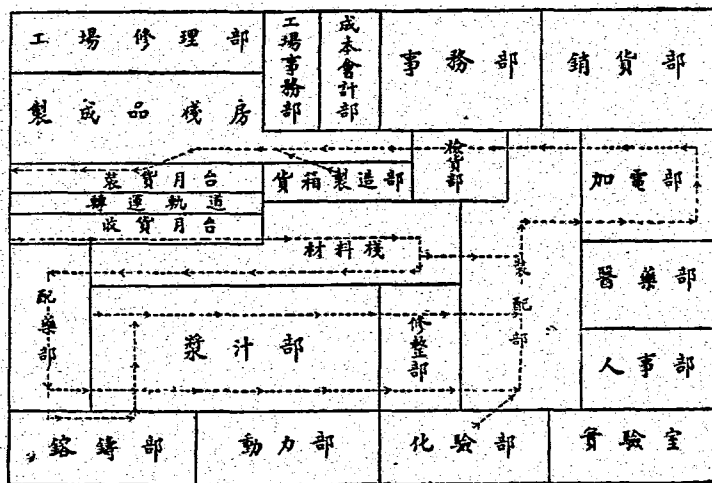 工場修理部
工場事務部
成本會計部
事務部
銷貨部
製成品棧房
檢貨部
裝貨月台
貨箱製造部
加電部
轉運軌道
收貨月台
材料棧
裝配部
醫藥部
配藥部
漿汁部
修整部
人事部
鎔鑄部
動力部
化驗部
實驗室